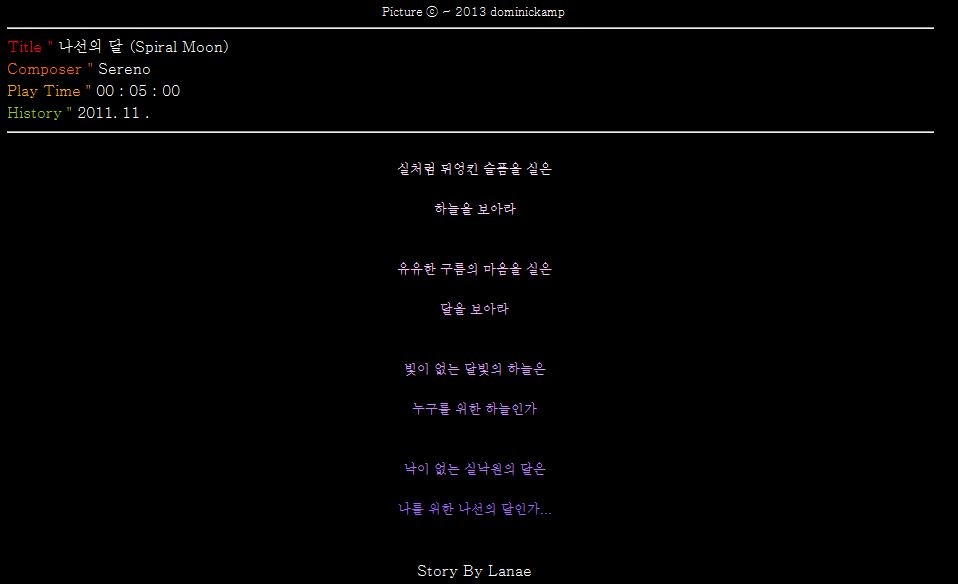 Picture ⓒ ~ 2013 dominickamp
Title " 나선의 달 (Spiral Moon)
Composer " Sereno
Play Time " 00 : 05 : 00
History " 2011. 11 .
실처럼 뒤엉킨 슬픔을 실은
하늘을 보아라
유유한 구름의 마음을 실은
달을 보아라
빛이 없는 달빛의 하늘은
누구를 위한 하늘인가
낙이 없는 실낙원의 달은
나를 위한 나선의 달인가...
Story By Lanae